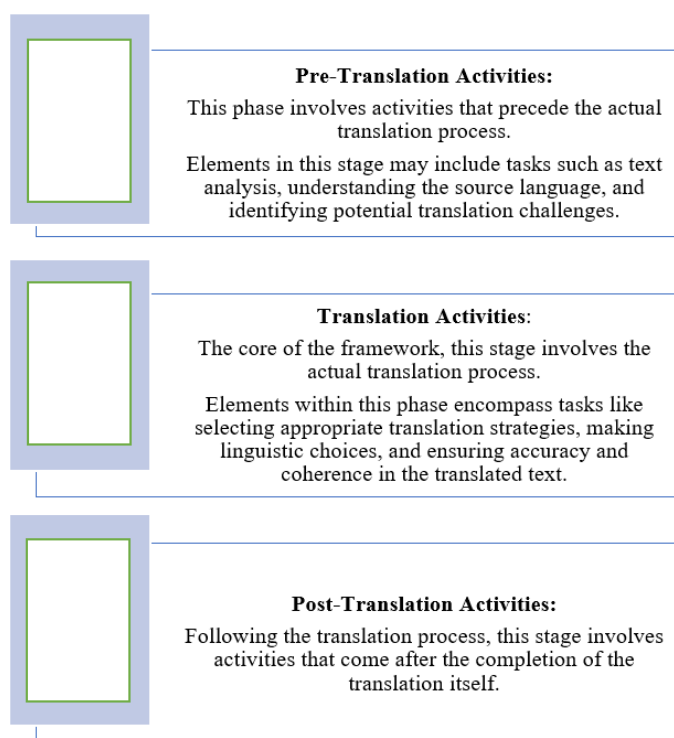 Pre-Translation Activities:
This phase involves activities that precede the actual
translation process.
Elements in this stage may include tasks such as text
analysis, understanding the source language, and
identifying potential translation challenges.
Translation Activities:
The core of the framework, this stage involves the
actual translation process.
Elements within this phase encompass tasks like
selecting appropriate translation strategies, making
linguistic choices, and ensuring accuracy and
coherence in the translated text.
Post-Translation Activities:
Following the translation process, this stage involves
activities that come after the completion of the
translation itself.